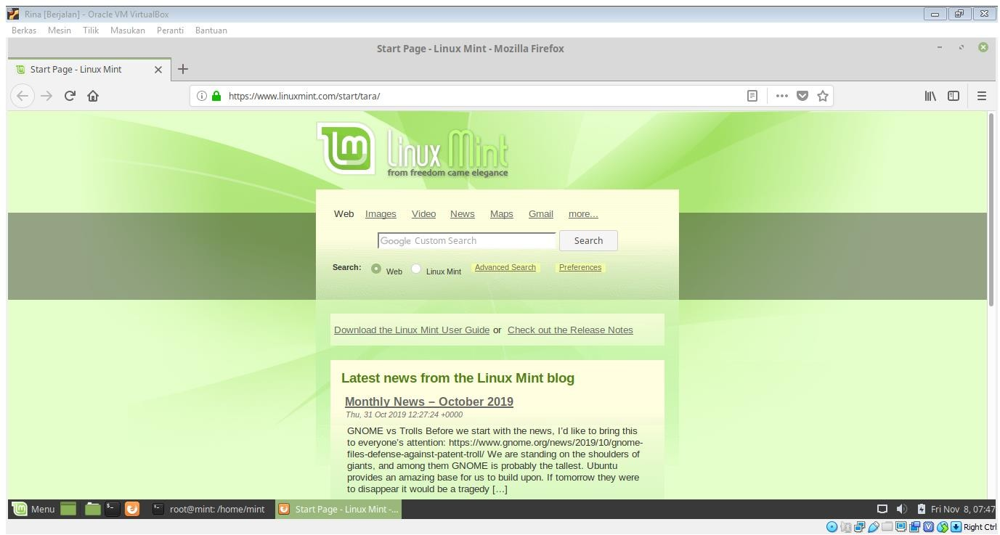 Rina [Berjalan] - Oracle VM VirtualBox
Berkas Mesin Tilik Masukan Peranti Bantuan
Start Page - Linux Mint - Mozilla Firefox
Start Page - Linux Mint
https://www.linuxmint.com/start/tara/
Linux Mint
from freedom came elegance
Web Images Video News Maps Gmail more...
Google Custom Search Search
Search: Web Linux Mint Advanced Search Preferences
Download the Linux Mint User Guide or Check out the Release Notes
Latest news from the Linux Mint blog
Monthly News – October 2019
Thu, 31 Oct 2019 12:27:24 +0000
GNOME vs Trolls Before we start with the news, I'd like to bring this
to everyone's attention: https://www.gnome.org/news/2019/10/gnome-
files-defense-against-patent-troll/ We are standing on the shoulders of
giants, and among them GNOME is probably the tallest. Ubuntu
provides an amazing base for us to build upon. If tomorrow they were
to disappear it would be a tragedy […]
Menu root@mint: /home/mint Start Page - Linux Mint -... Fri Nov 8, 07:47
Right Ctrl